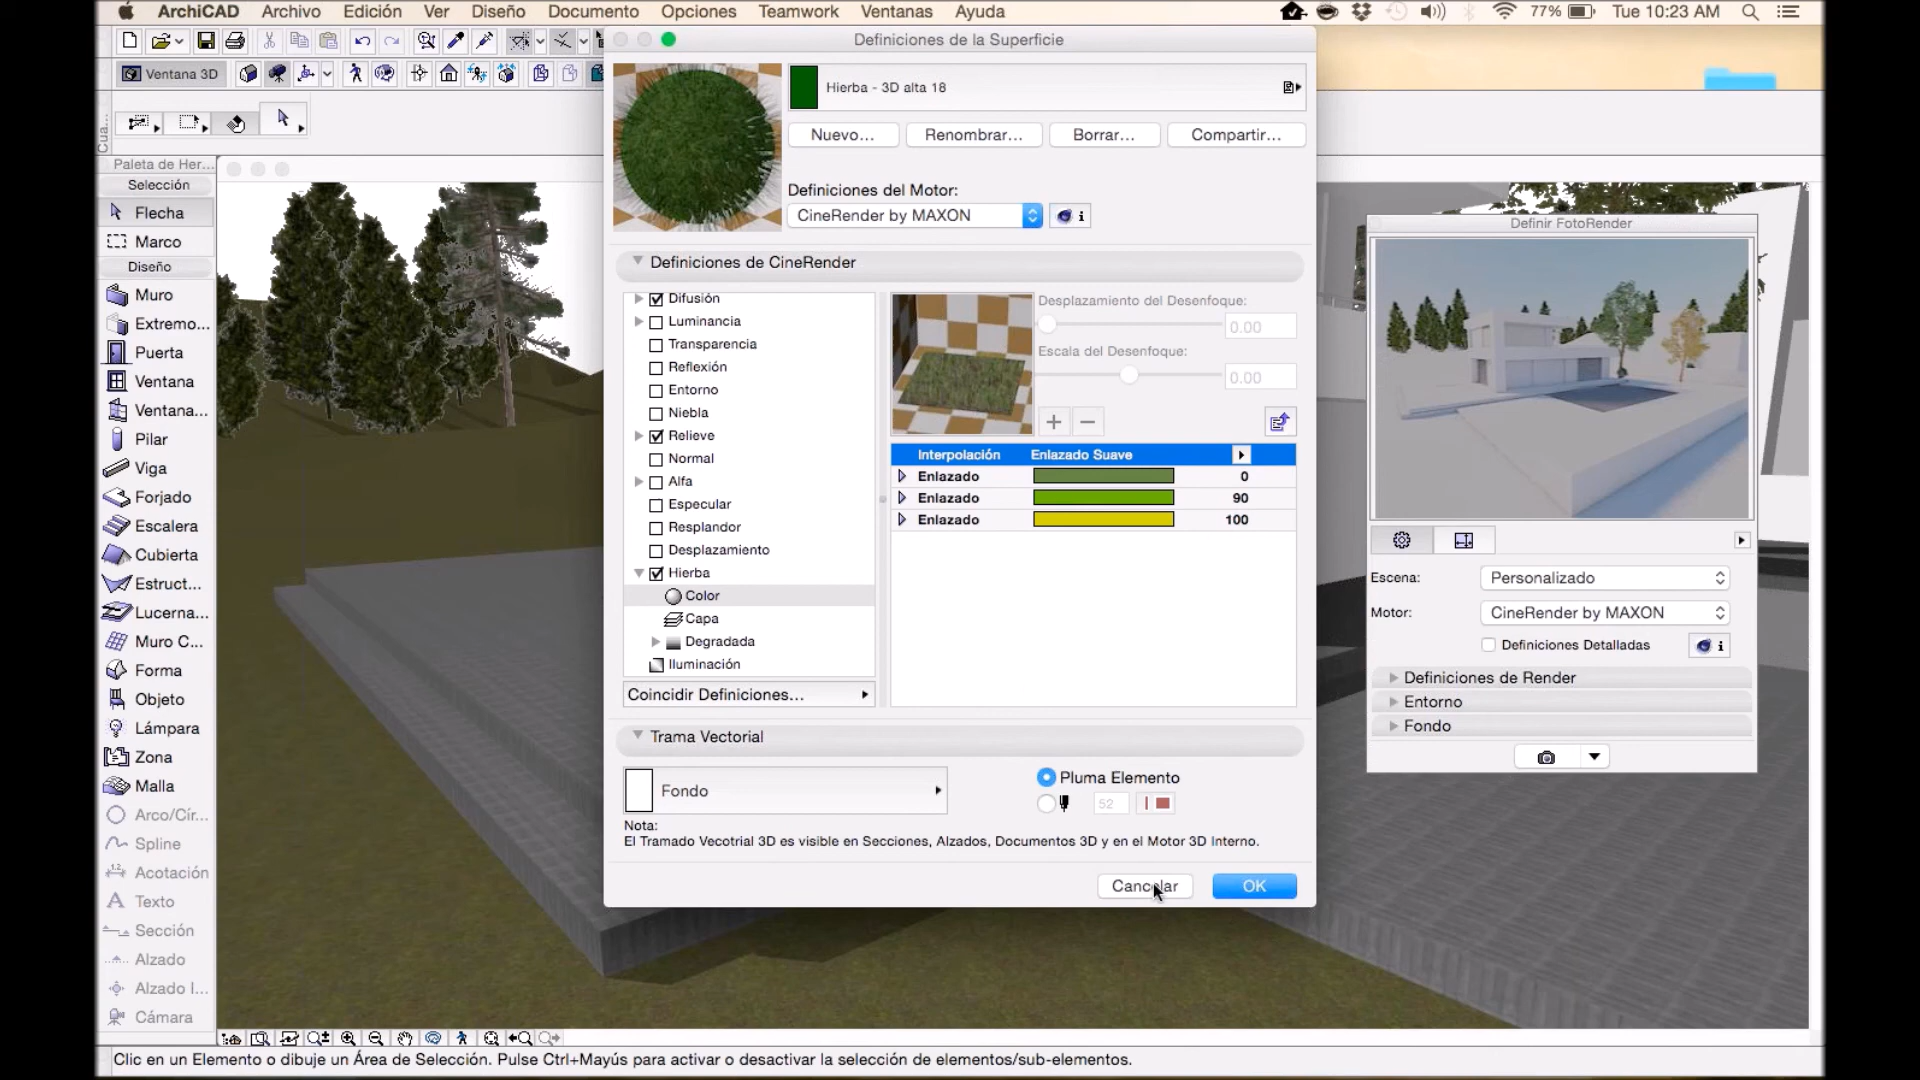 ArchiCAD Archivo Edición Ver Diseño Documento Opciones Teamwork Ventanas Ayuda 77% Tue 10:23 AM
Definiciones de la Superficie
Ventana 3D
Hierba - 3D alta 18
Nuevo... Renombrar... Borrar... Compartir...
Definiciones del Motor:
CineRender by MAXON
Definiciones de CineRender
Difusión
Luminancia
Transparencia
Reflexión
Entorno
Niebla
Relieve
Normal
Alfa
Especular
Resplandor
Desplazamiento
Hierba
Color
Capa
Degradada
Iluminación
Coincidir Definiciones...
Desplazamiento del Desenfoque:
0.00
Escala del Desenfoque:
0.00
Interpolación Enlazado Suave
Enlazado 0
Enlazado 90
Enlazado 100
Trama Vectorial
Fondo
Pluma Elemento
52
Nota:
El Tramado Vecotrial 3D es visible en Secciones, Alzados, Documentos 3D y en el Motor 3D Interno.
Cancelar OK
Cua...
Paleta de Her...
Selección
Flecha
Marco
Diseño
Muro
Extremo...
Puerta
Ventana
Ventana...
Pilar
Viga
Forjado
Escalera
Cubierta
Estruct...
Lucerna...
Muro C...
Forma
Objeto
Lámpara
Zona
Malla
Arco/Cír...
Spline
Acotación
Texto
Sección
Alzado
Alzado I...
Cámara
Definir FotoRender
Escena: Personalizado
Motor: CineRender by MAXON
Definiciones Detalladas
Definiciones de Render
Entorno
Fondo
Clic en un Elemento o dibuje un Área de Selección. Pulse Ctrl+Mayús para activar o desactivar la selección de elementos/sub-elementos.